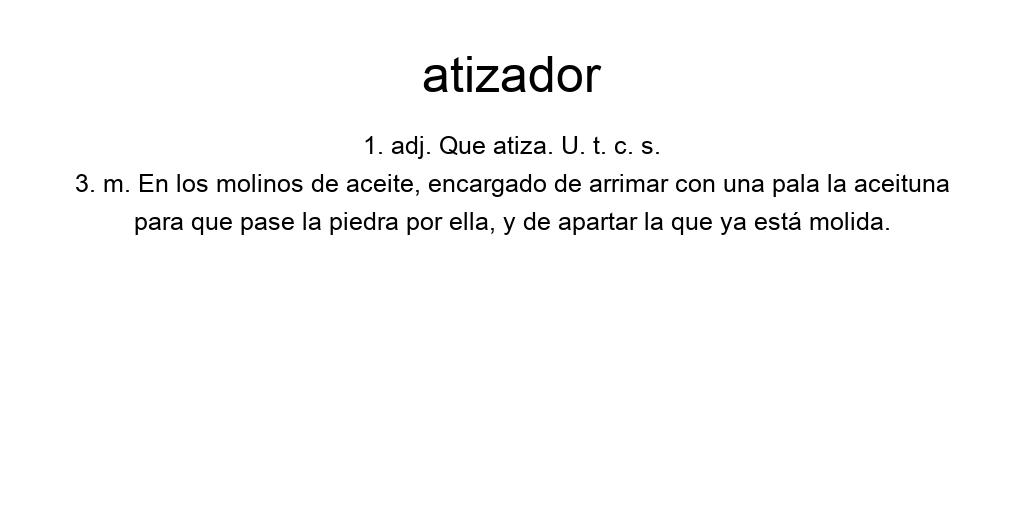 atizador
1. adj. Que atiza. U. t. c. s.
3. m. En los molinos de aceite, encargado de arrimar con una pala la aceituna
para que pase la piedra por ella, y de apartar la que ya está molida.